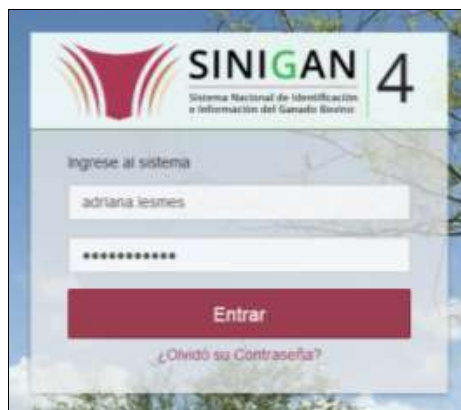 SINIGAN 4
Sistema Nacional de Identificación
e Información del Ganado Bovino
Ingrese al sistema
adriana.lesmes
•••••••••••
Entrar
¿Olvidó su Contraseña?